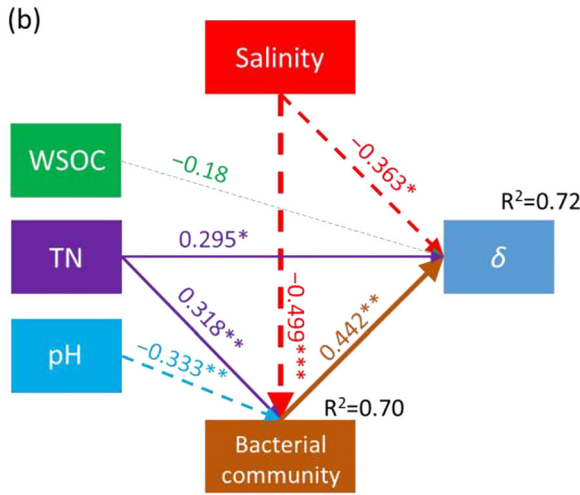 (b)
Salinity
WSOC
−0.18
−0.363*
R²=0.72
TN
0.295*
δ
0.318**
−0.499***
0.442**
pH
−0.333**
R²=0.70
Bacterial
community